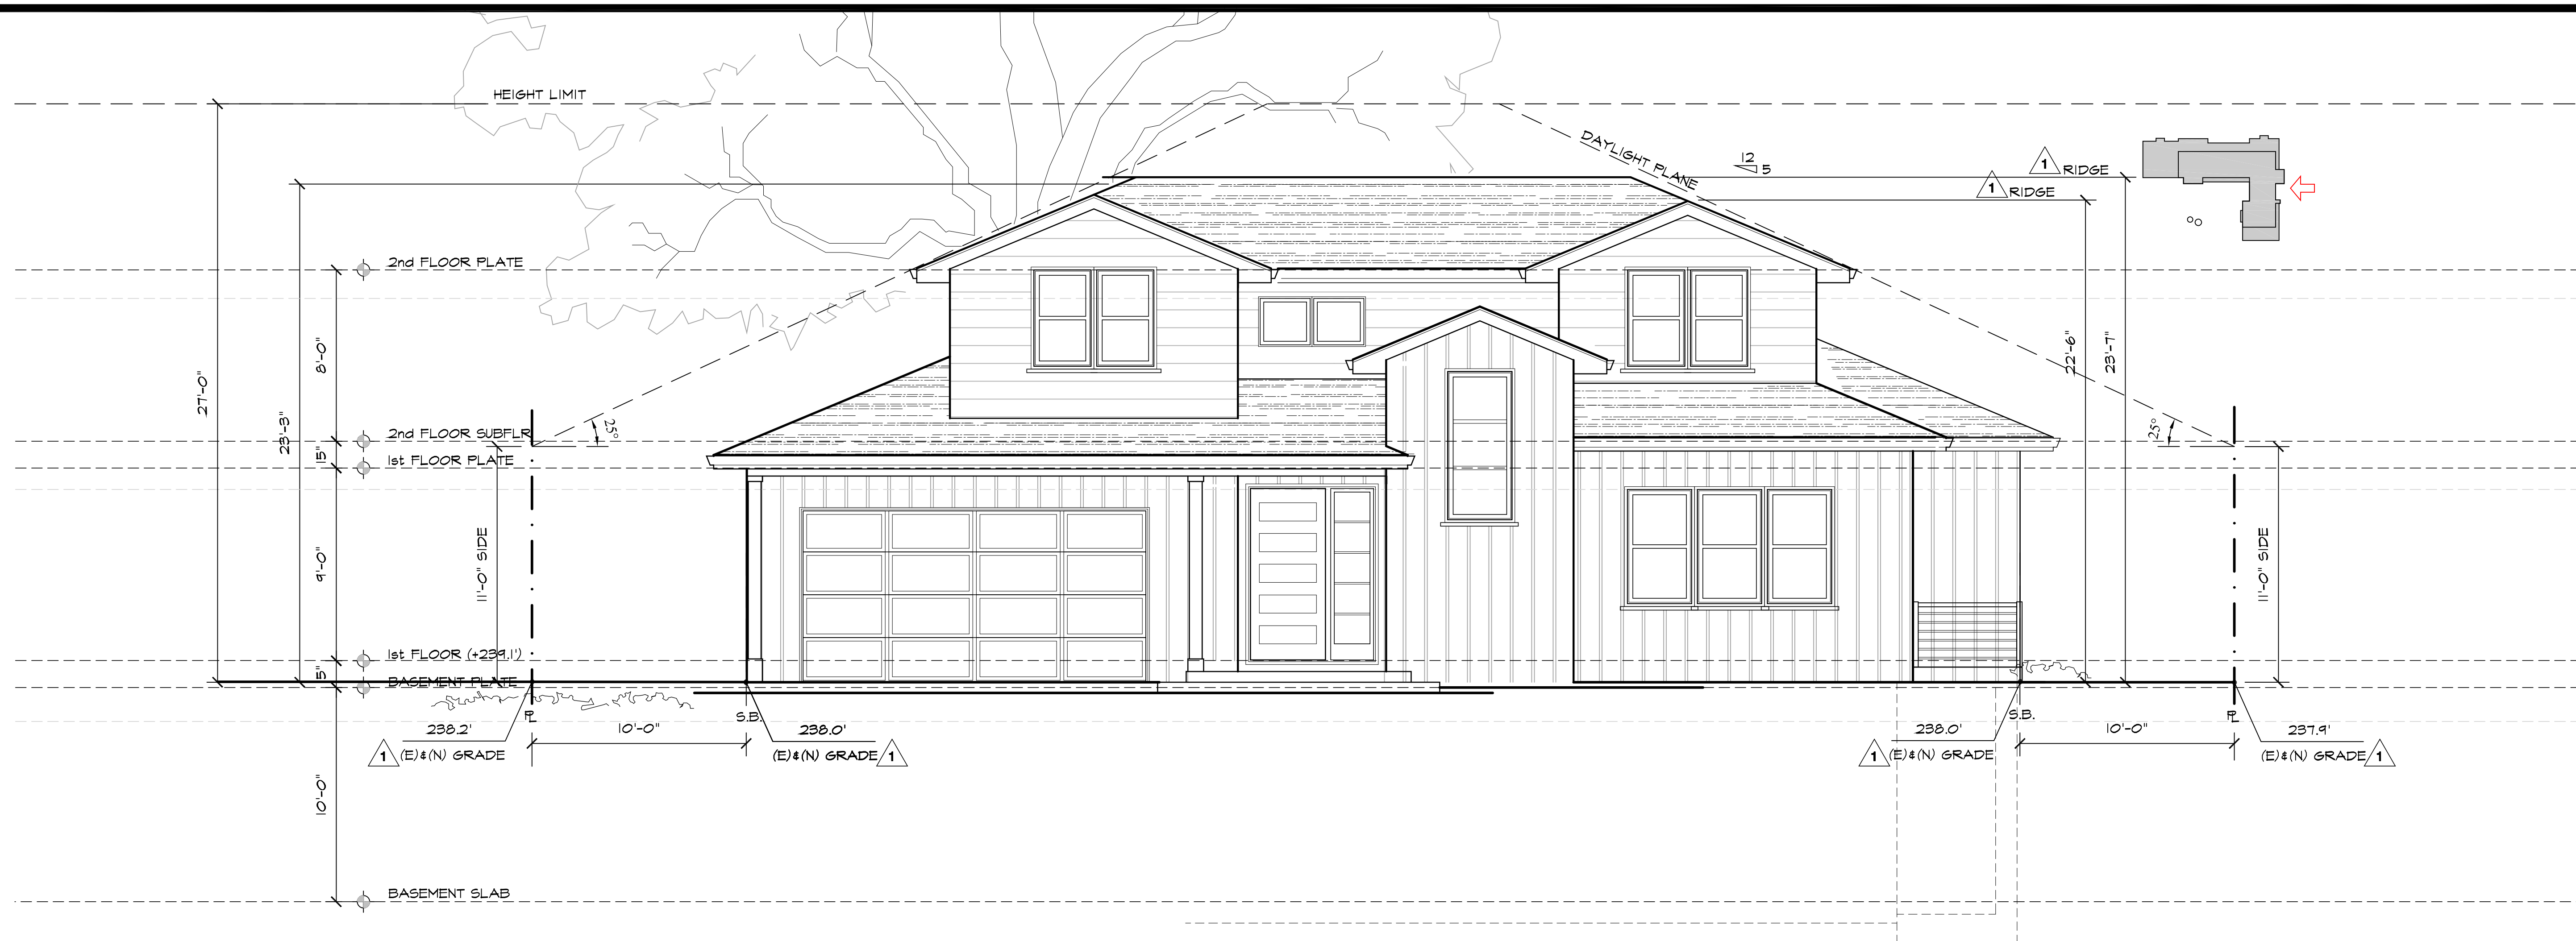 HEIGHT LIMIT
DAYLIGHT PLANE
12
5
1 RIDGE
1 RIDGE
2nd FLOOR PLATE
8'-0"
27'-0"
23'-3"
22'-6"
23'-7"
25°
25°
2nd FLOOR SUBFLR
15"
1st FLOOR PLATE
9'-0"
11'-0" SIDE
11'-0" SIDE
1st FLOOR (+239.1')
15"
BASEMENT PLATE
PL
S.B.
S.B.
PL
238.2'
1 (E)&(N) GRADE
10'-0"
238.0'
(E)&(N) GRADE 1
238.0'
1 (E)&(N) GRADE
10'-0"
237.9'
(E)&(N) GRADE 1
10'-0"
BASEMENT SLAB